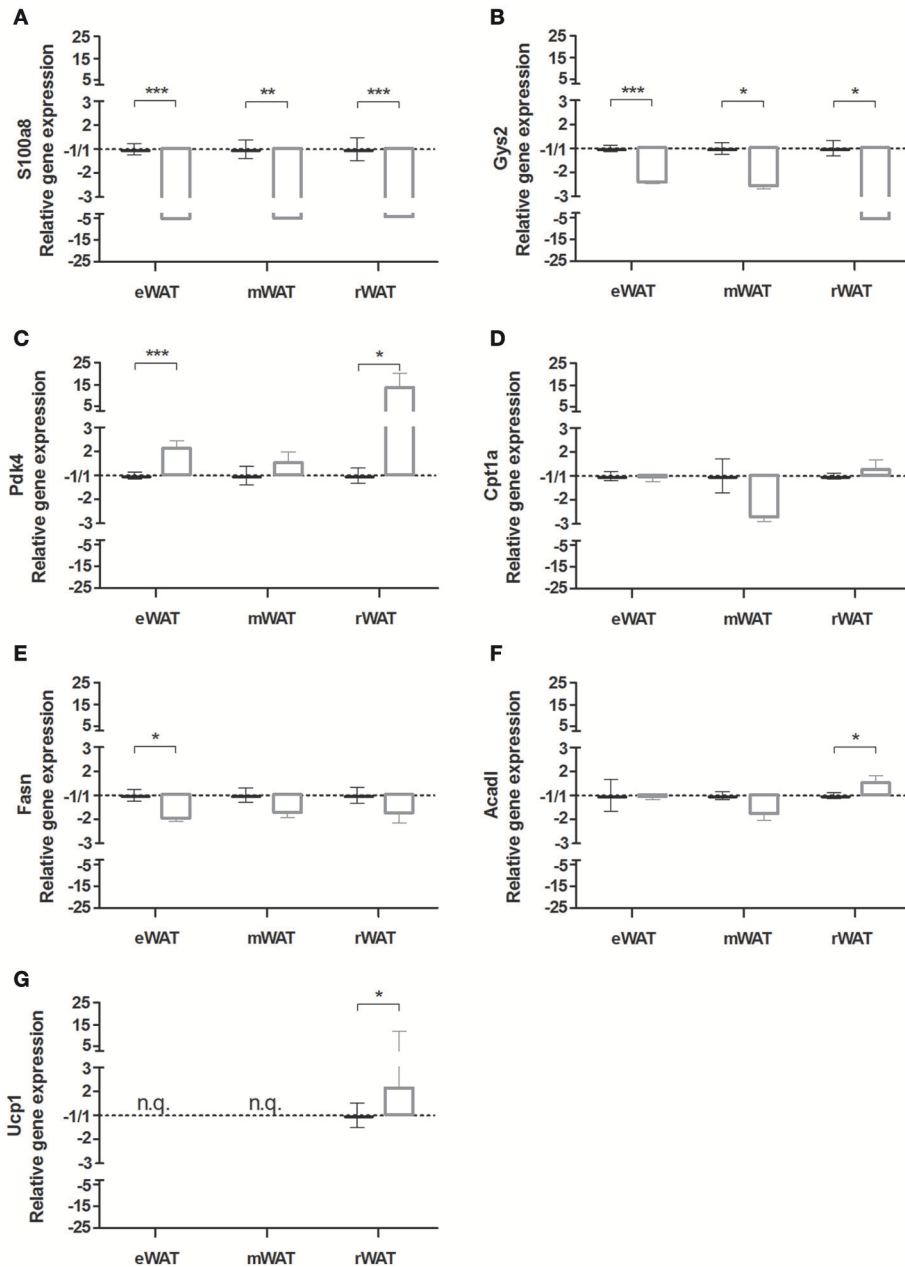 A
S100a8
Relative gene expression
25
15
5
3
2
-1/1
-2
-3
-5
-15
-25
***
**
***
eWAT
mWAT
rWAT
B
Gys2
Relative gene expression
25
15
5
3
2
-1/1
-2
-3
-5
-15
-25
***
*
*
eWAT
mWAT
rWAT
C
Pdk4
Relative gene expression
25
15
5
3
2
-1/1
-2
-3
-5
-15
-25
***
*
eWAT
mWAT
rWAT
D
Cpt1a
Relative gene expression
25
15
5
3
2
-1/1
-2
-3
-5
-15
-25
eWAT
mWAT
rWAT
E
Fasn
Relative gene expression
25
15
5
3
2
-1/1
-2
-3
-5
-15
-25
*
eWAT
mWAT
rWAT
F
Acadl
Relative gene expression
25
15
5
3
2
-1/1
-2
-3
-5
-15
-25
*
eWAT
mWAT
rWAT
G
Ucp1
Relative gene expression
25
15
5
3
2
-1/1
-2
-3
-5
-15
-25
n.q.
n.q.
*
eWAT
mWAT
rWAT